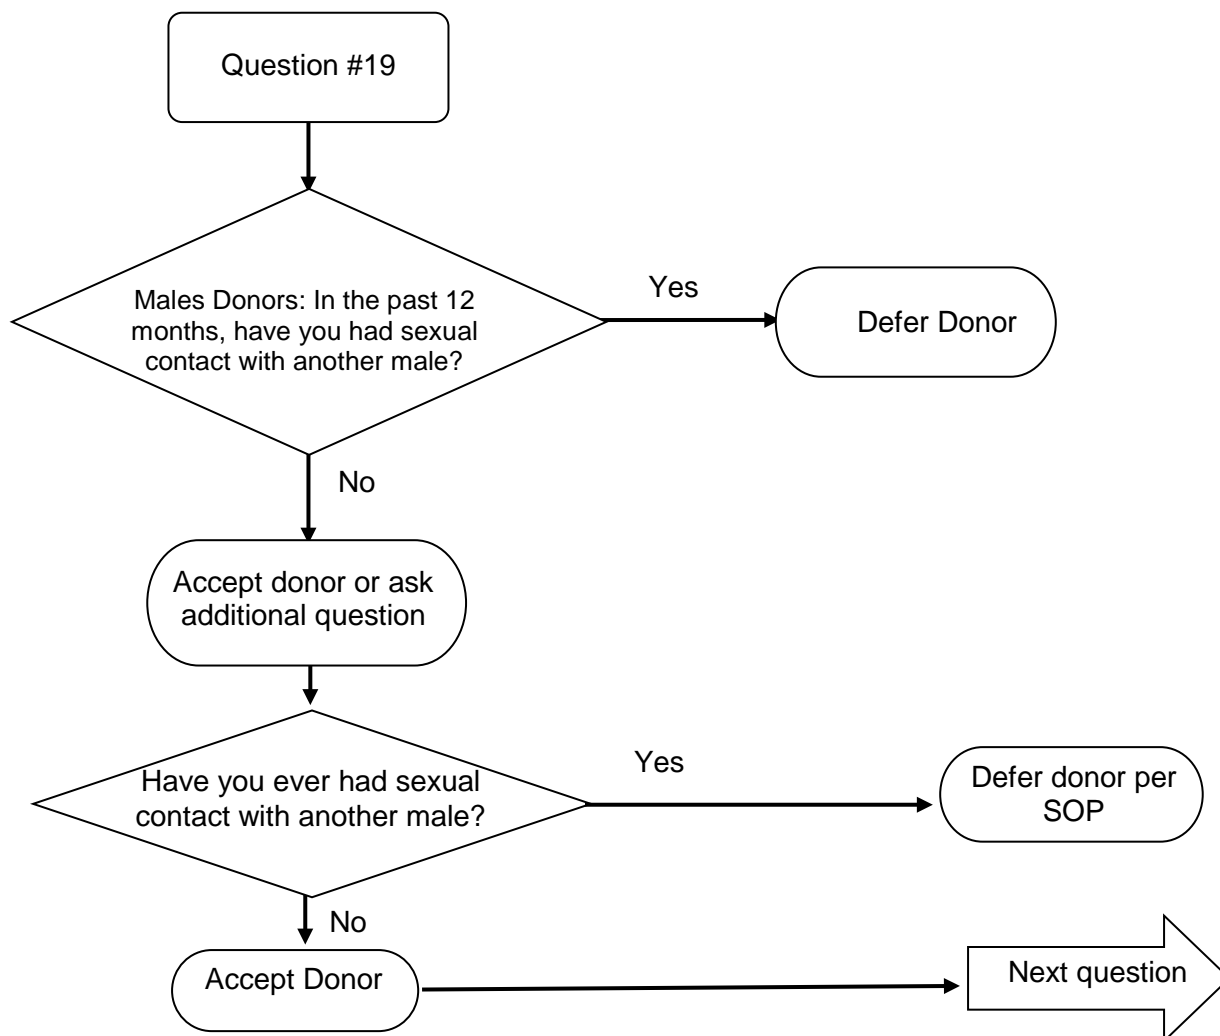 Question #19
Males Donors: In the past 12
months, have you had sexual
contact with another male?
Yes
Defer Donor
No
Accept donor or ask
additional question
Have you ever had sexual
contact with another male?
Yes
Defer donor per
SOP
No
Accept Donor
Next question